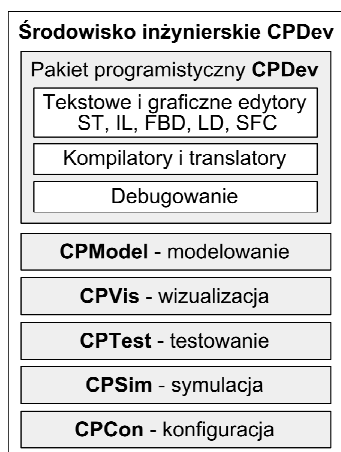 Środowisko inżynierskie CPDev
Pakiet programistyczny CPDev
Tekstowe i graficzne edytory
ST, IL, FBD, LD, SFC
Kompilatory i translatory
Debugowanie
CPModel - modelowanie
CPVis - wizualizacja
CPTest - testowanie
CPSim - symulacja
CPCon - konfiguracja